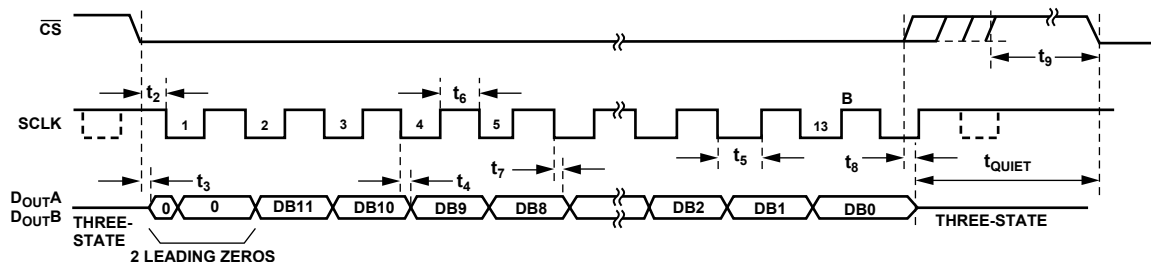 CS
t9
t2
t6
B
SCLK
1
2
3
4
5
13
t5
t8
tQUIET
t3
t4
t7
DOUTA
DOUTB
0
0
DB11
DB10
DB9
DB8
DB2
DB1
DB0
THREE-
STATE
THREE-STATE
2 LEADING ZEROS